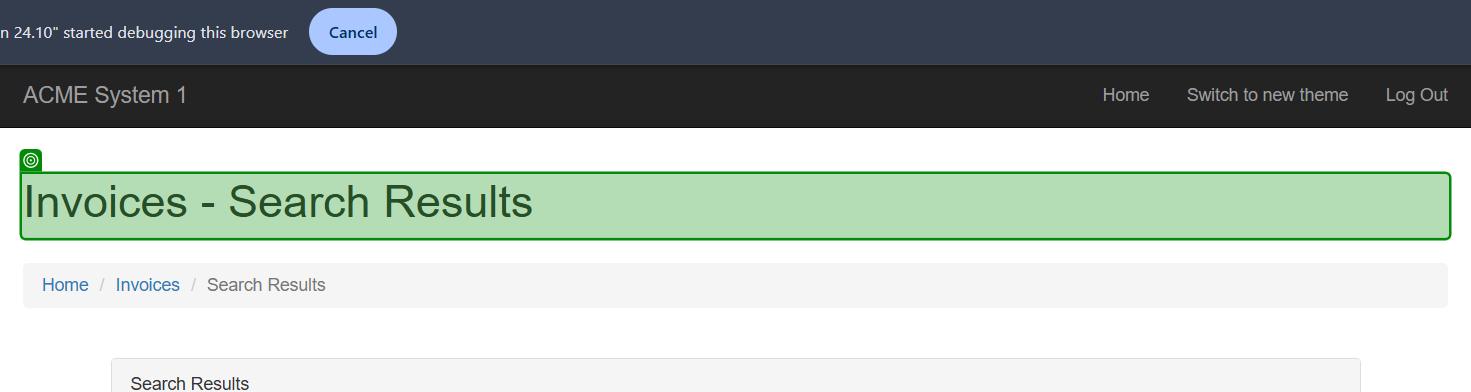 n 24.10" started debugging this browser Cancel
ACME System 1 Home Switch to new theme Log Out
Invoices - Search Results
Home / Invoices / Search Results
Search Results